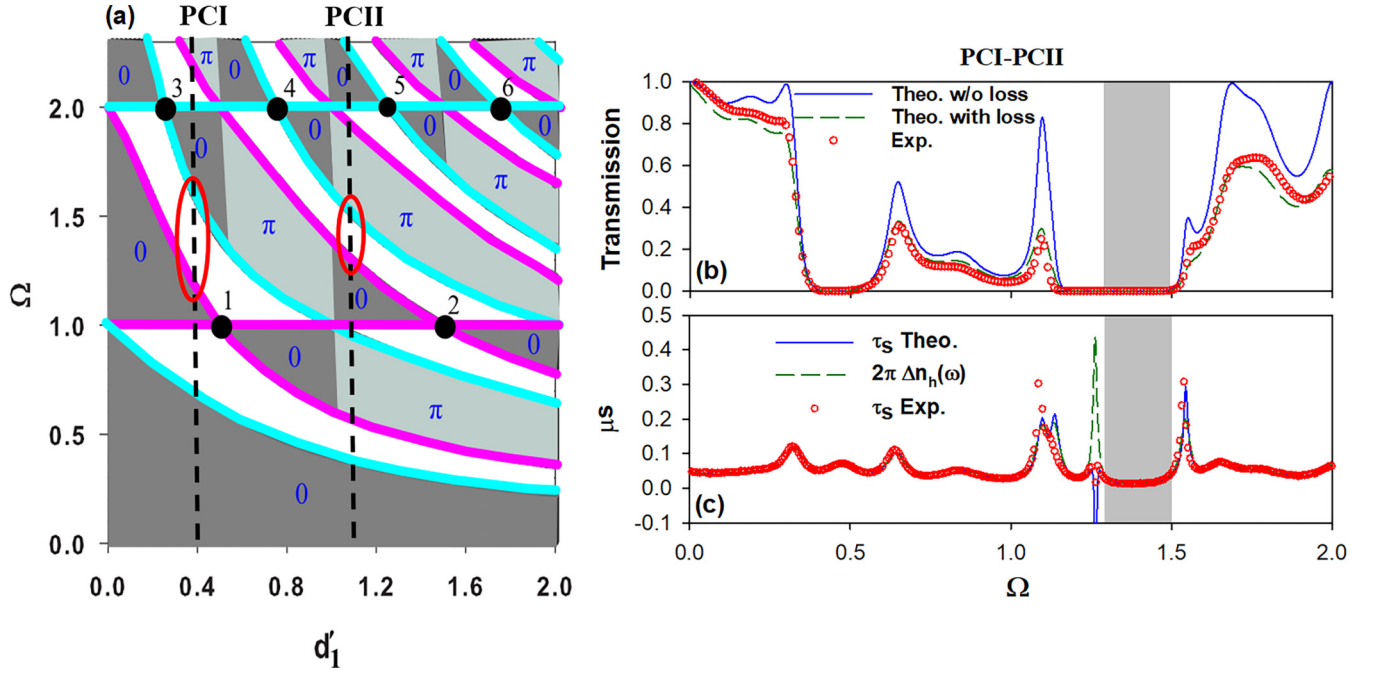 (a) PCI PCII
π π π π
0 0 0 0
3 4 5 6
2.0
0 0 0 0
1.5
π π π
0
Ω
0
1 2
1.0
0 0
π
0.5
0
0.0
0.0 0.4 0.8 1.2 1.6 2.0
d′1
PCI-PCII
1.0
0.8
0.6
0.4
0.2
0.0
Transmission
Theo. w/o loss
Theo. with loss
Exp.
(b)
0.5
0.4
0.3
0.2
0.1
0.0
-0.1
μs
τS Theo.
2π Δnh(ω)
τS Exp.
(c)
0.0 0.5 1.0 1.5 2.0
Ω